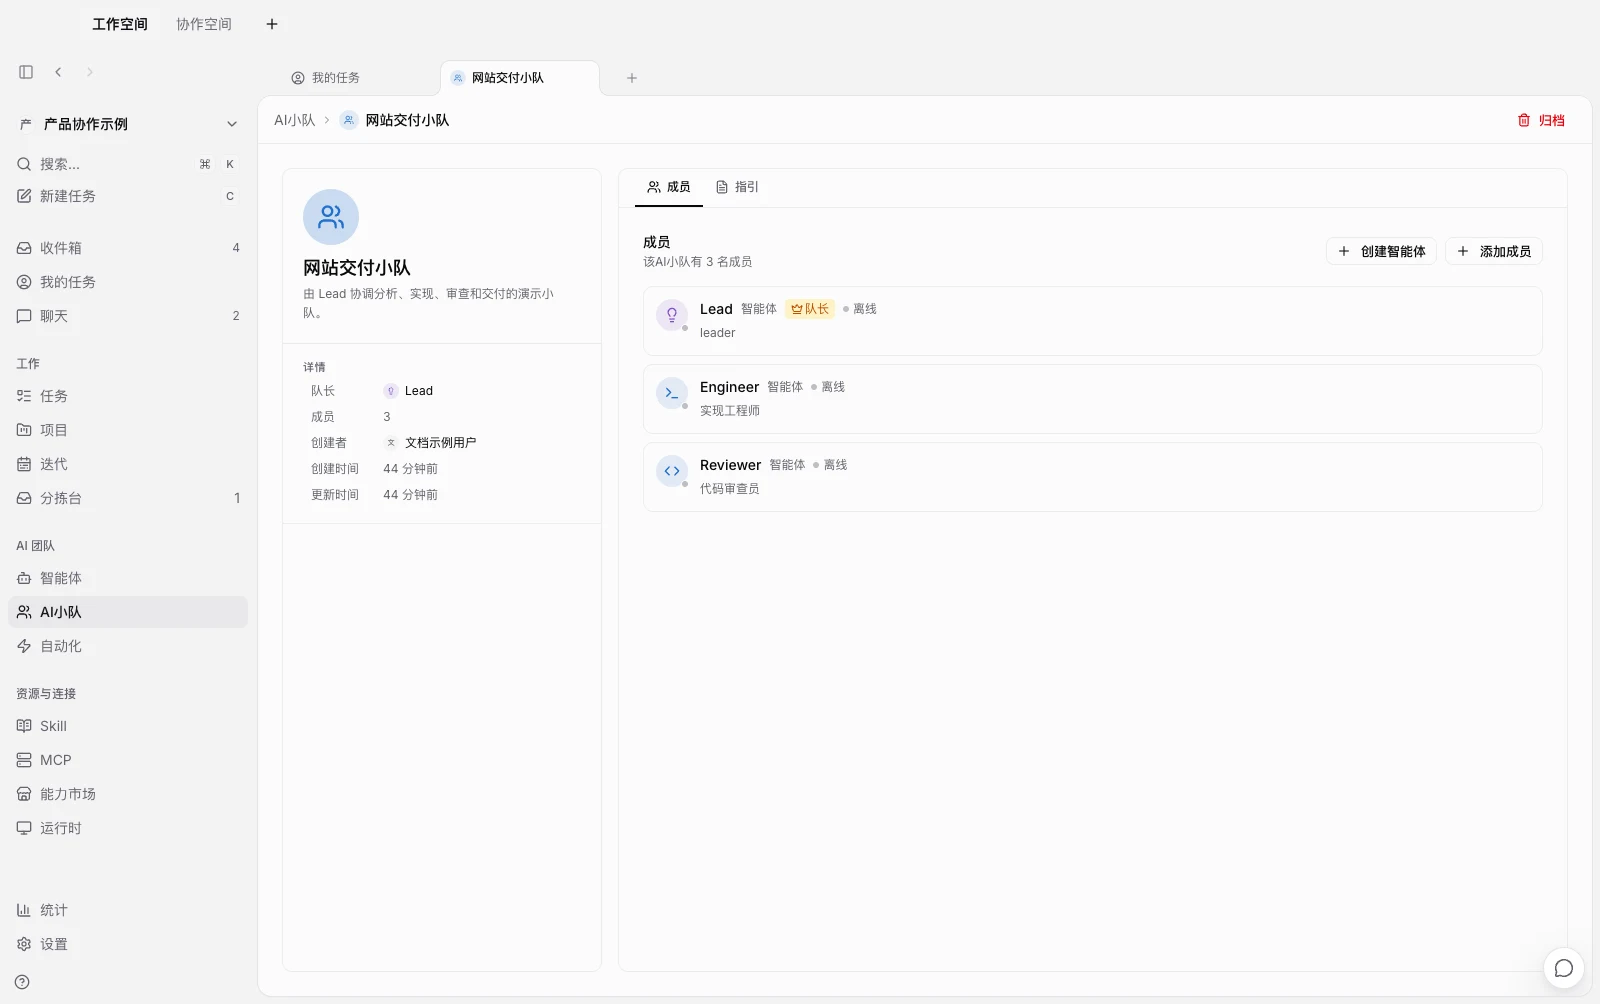 工作空间 协作空间
我的任务 网站交付小队
产品协作示例
搜索... ⌘ K
新建任务 C
收件箱 4
我的任务
聊天 2
工作
任务
项目
迭代
分拣台 1
AI 团队
智能体
AI小队
自动化
资源与连接
Skill
MCP
能力市场
运行时
统计
设置
AI小队 › 网站交付小队 归档
网站交付小队
由 Lead 协调分析、实现、审查和交付的演示小
队。
详情
队长 Lead
成员 3
创建者 文 文档示例用户
创建时间 44 分钟前
更新时间 44 分钟前
成员 指引
成员
该AI小队有 3 名成员
创建智能体 添加成员
Lead 智能体 队长 离线
leader
Engineer 智能体 离线
实现工程师
Reviewer 智能体 离线
代码审查员